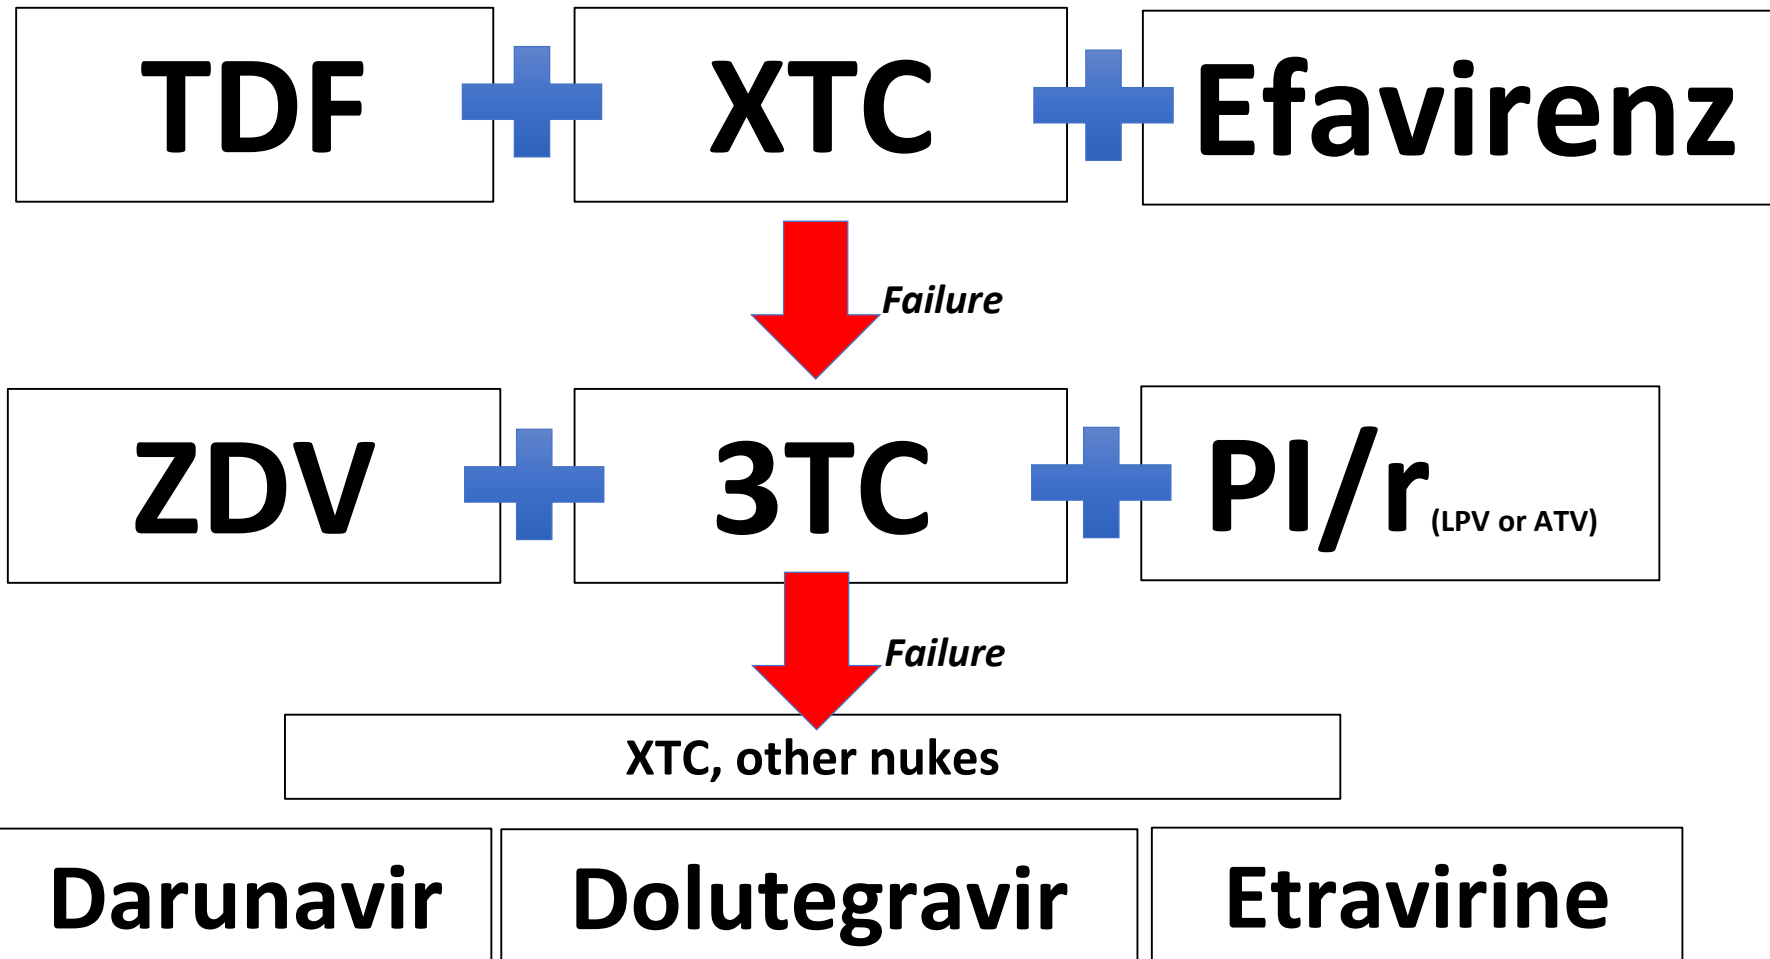 TDF XTC Efavirenz
Failure
ZDV 3TC PI/r (LPV or ATV)
Failure
XTC, other nukes
Darunavir Dolutegravir Etravirine